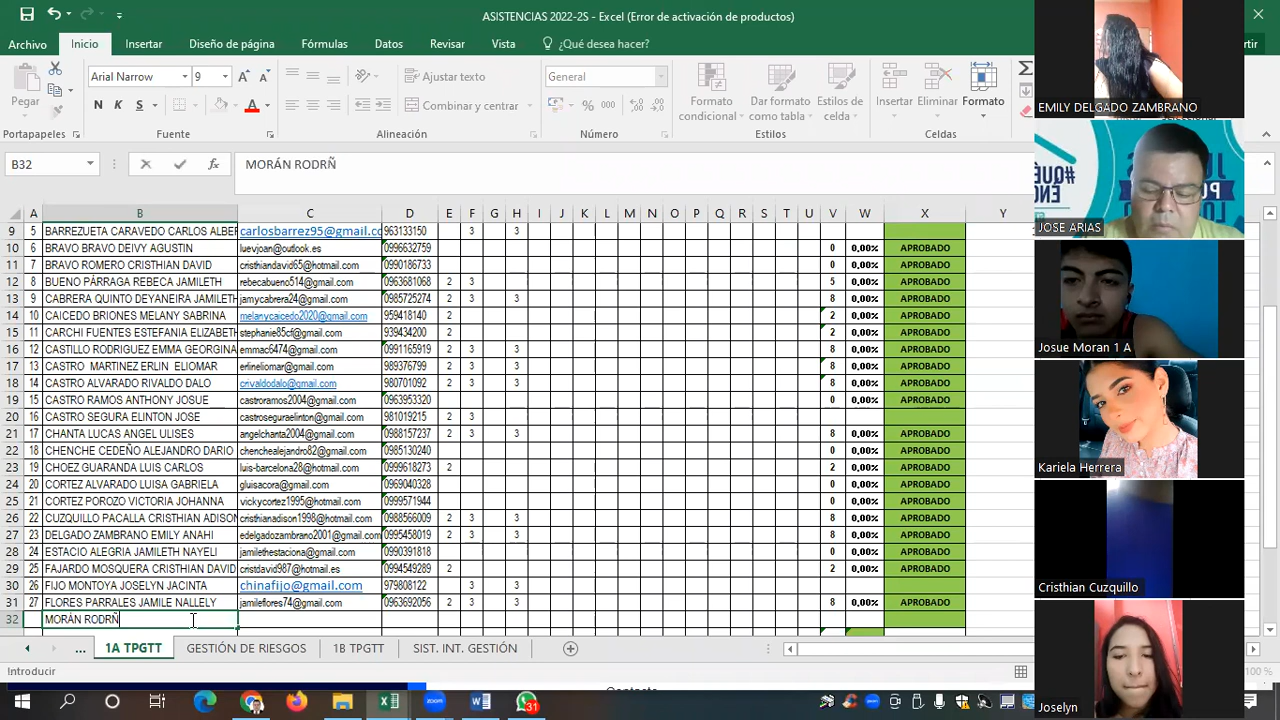 ASISTENCIAS 2022-2S - Excel (Error de activación de productos)
Archivo Inicio Insertar Diseño de página Fórmulas Datos Revisar Vista ¿Qué desea hacer? rtir
Pegar Arial Narrow 9 Ajustar texto General
N K S A Combinar y centrar
Formato condicional Dar formato como tabla Estilos de celda Insertar Eliminar Formato
Portapapeles Fuente Alineación Número Estilos Celdas
B32 MORÁN RODRÑ
A B C D E F G H I J K L M N O P Q R S T U V W X Y
9 5 BARREZUETA CARAVEDO CARLOS ALBER carlosbarrez95@gmail.co 963133150 3 3
10 6 BRAVO BRAVO DEIVY AGUSTIN luevjoan@outlook.es 0996632759 0 0,00% APROBADO
11 7 BRAVO ROMERO CRISTHIAN DAVID cristhiandavid65@hotmail.com 0990186733 0 0,00% APROBADO
12 8 BUENO PÁRRAGA REBECA JAMILETH rebecabueno514@gmail.com 0963681068 2 3 5 0,00% APROBADO
13 9 CABRERA QUINTO DEYANEIRA JAMILETH jamycabrera24@gmail.com 0985725274 2 3 3 8 0,00% APROBADO
14 10 CAICEDO BRIONES MELANY SABRINA melanycaicedo2020@gmail.com 959418140 2 2 0,00% APROBADO
15 11 CARCHI FUENTES ESTEFANIA ELIZABETH stephanie85cf@gmail.com 939434200 2 2 0,00% APROBADO
16 12 CASTILLO RODRIGUEZ EMMA GEORGINA emmac6474@gmail.com 0991165919 2 3 3 8 0,00% APROBADO
17 13 CASTRO MARTINEZ ERLIN ELIOMAR erlineliomar@gmail.com 989376799 2 3 3 8 0,00% APROBADO
18 14 CASTRO ALVARADO RIVALDO DALO crivaldodalo@gmail.com 980701092 2 3 3 8 0,00% APROBADO
19 15 CASTRO RAMOS ANTHONY JOSUE castroramos2004@gmail.com 0963953320 0 0,00% APROBADO
20 16 CASTRO SEGURA ELINTON JOSE castroseguraelinton@gmail.com 981019215 2 3
21 17 CHANTA LUCAS ANGEL ULISES angelchanta2004@gmail.com 0988157237 2 3 3 8 0,00% APROBADO
22 18 CHENCHE CEDEÑO ALEJANDRO DARIO chenchealejandro82@gmail.com 0985130240 0 0,00% APROBADO
23 19 CHOEZ GUARANDA LUIS CARLOS luis-barcelona28@hotmail.com 0999618273 2 2 0,00% APROBADO
24 20 CORTEZ ALVARADO LUISA GABRIELA gluisacora@gmail.com 0969040328 0 0,00% APROBADO
25 21 CORTEZ POROZO VICTORIA JOHANNA vickycortez1995@hotmail.com 0999571944 0 0,00% APROBADO
26 22 CUZQUILLO PACALLA CRISTHIAN ADISON cristhianadison1998@hotmail.com 0988566009 2 3 3 8 0,00% APROBADO
27 23 DELGADO ZAMBRANO EMILY ANAHI edelgadozambrano2001@gmail.com 0995458019 2 3 3 8 0,00% APROBADO
28 24 ESTACIO ALEGRIA JAMILETH NAYELI jamilethestaciona@gmail.com 0990391818 0 0,00% APROBADO
29 25 FAJARDO MOSQUERA CRISTHIAN DAVID cristdavid987@hotmail.es 0994549289 2 2 0,00% APROBADO
30 26 FIJO MONTOYA JOSELYN JACINTA chinafijo@gmail.com 979808122 3 3
31 27 FLORES PARRALES JAMILE NALLELY jamileflores74@gmail.com 0963692056 2 3 3 8 0,00% APROBADO
32 MORÁN RODRÑ
... 1A TPGTT GESTIÓN DE RIESGOS 1B TPGTT SIST. INT. GESTIÓN
Introducir
31
EMILY DELGADO ZAMBRANO
#QUÉ
JOSE ARIAS
Josue Moran 1 A
Kariela Herrera
Cristhian Cuzquillo
Joselyn